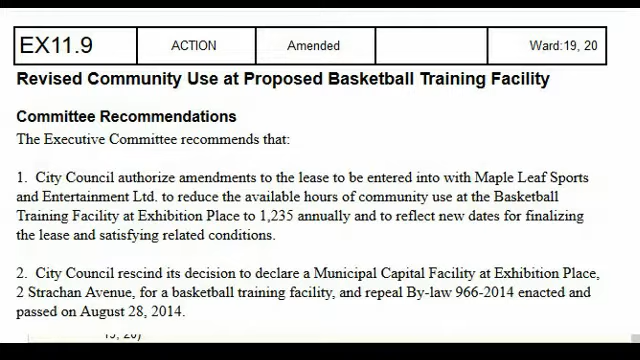 EX11.9 ACTION Amended Ward:19, 20
Revised Community Use at Proposed Basketball Training Facility
Committee Recommendations
The Executive Committee recommends that:
1. City Council authorize amendments to the lease to be entered into with Maple Leaf Sports
and Entertainment Ltd. to reduce the available hours of community use at the Basketball
Training Facility at Exhibition Place to 1,235 annually and to reflect new dates for finalizing
the lease and satisfying related conditions.
2. City Council rescind its decision to declare a Municipal Capital Facility at Exhibition Place,
2 Strachan Avenue, for a basketball training facility, and repeal By-law 966-2014 enacted and
passed on August 28, 2014.